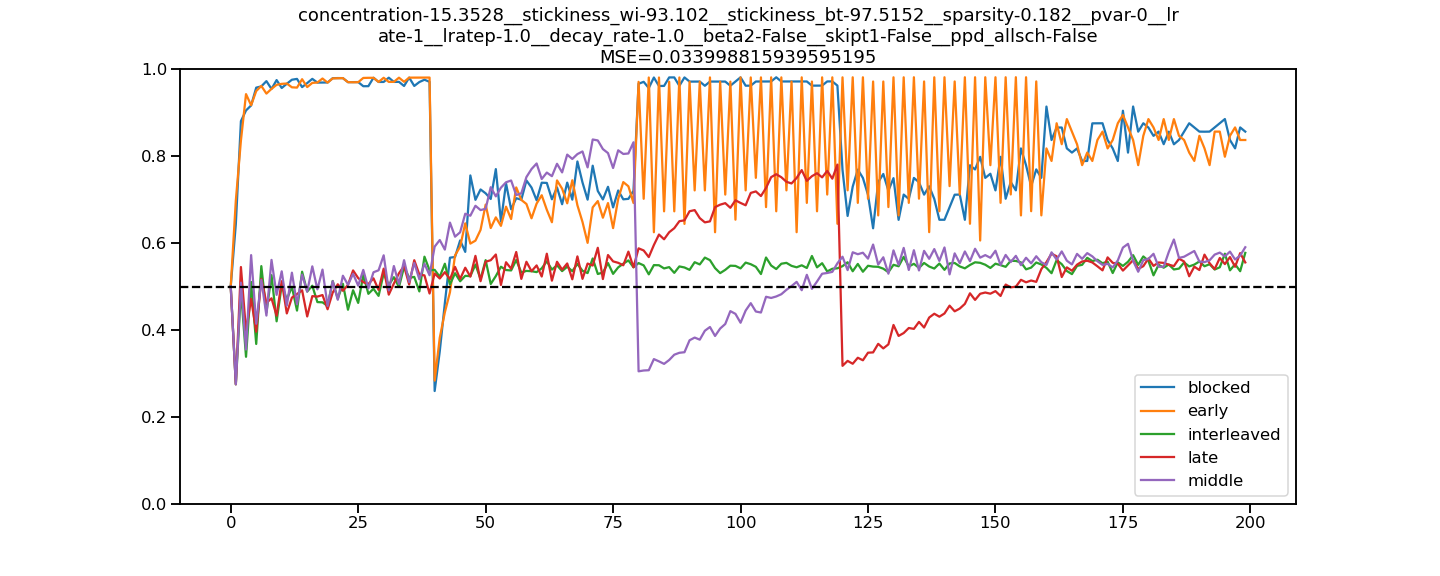 concentration-15.3528__stickiness_wi-93.102__stickiness_bt-97.5152__sparsity-0.182__pvar-0__lr
ate-1__lratep-1.0__decay_rate-1.0__beta2-False__skipt1-False__ppd_allsch-False
MSE=0.033998815939595195
1.0
0.8
0.6
0.4
0.2
0.0
0 25 50 75 100 125 150 175 200
blocked
early
interleaved
late
middle